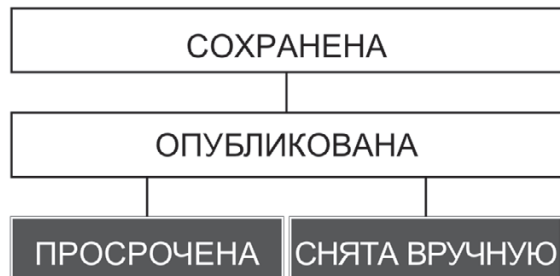 СОХРАНЕНА
ОПУБЛИКОВАНА
ПРОСРОЧЕНА СНЯТА ВРУЧНУЮ